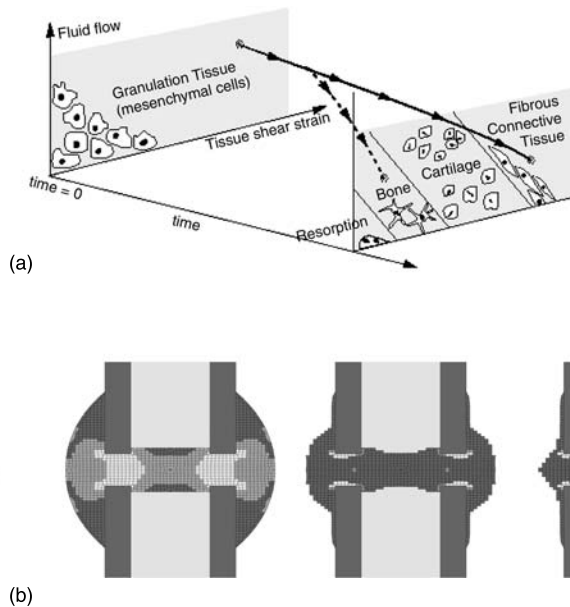 Fluid flow
Granulation Tissue
(mesenchymal cells)
Tissue shear strain
time = 0
time
Fibrous
Connective
Tissue
Cartilage
Bone
Resorption
(a)
(b)